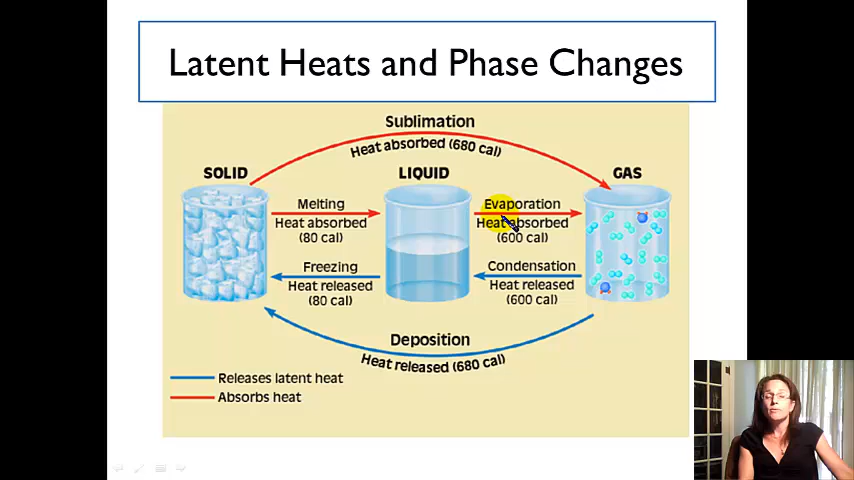 Latent Heats and Phase Changes
Sublimation
Heat absorbed (680 cal)
SOLID
LIQUID
GAS
Melting
Heat absorbed
(80 cal)
Evaporation
Heat absorbed
(600 cal)
Freezing
Heat released
(80 cal)
Condensation
Heat released
(600 cal)
Deposition
Heat released (680 cal)
Releases latent heat
Absorbs heat